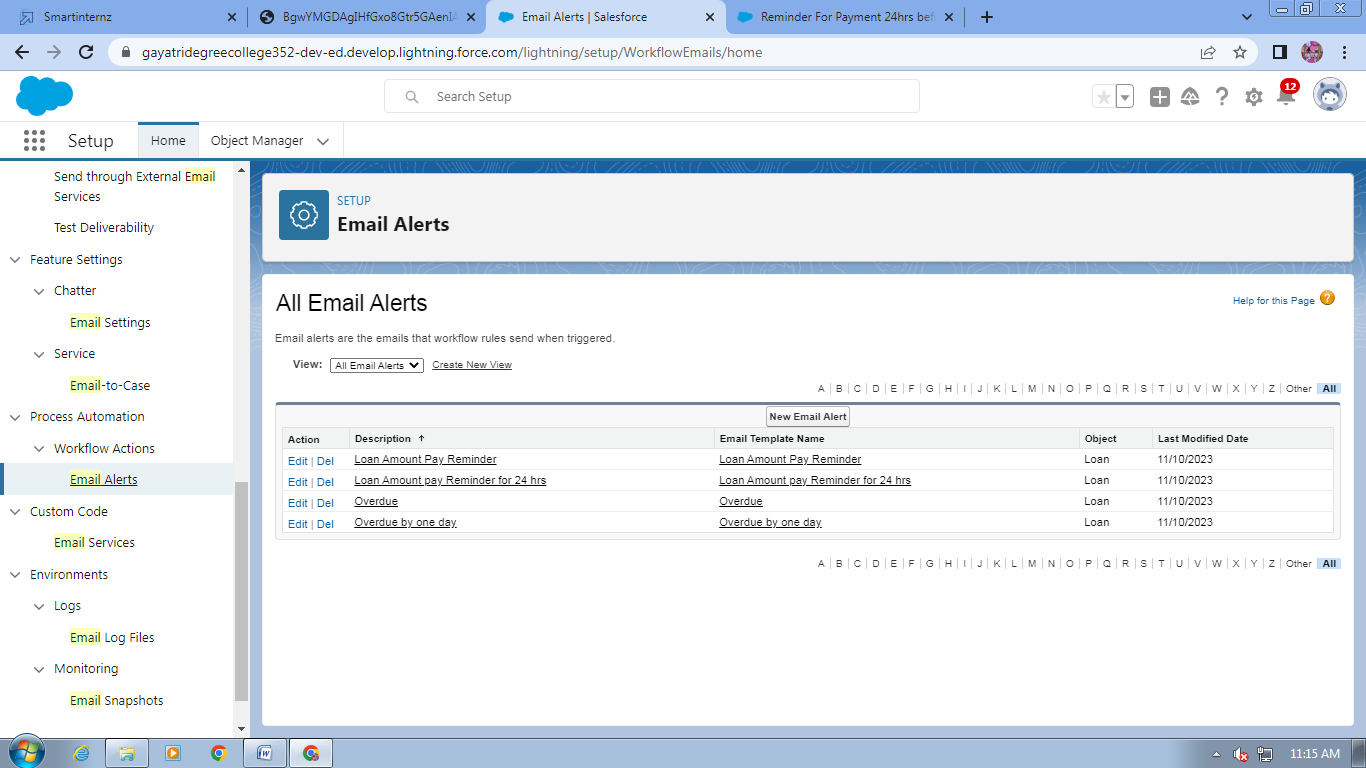 Smartinternz
BgwYMGDAgIHfGxo8Gtr5GAenI
Email Alerts | Salesforce
Reminder For Payment 24hrs bef
gayatridegreecollege352-dev-ed.develop.lightning.force.com/lightning/setup/WorkflowEmails/home
Search Setup
12
Setup
Home
Object Manager
Send through External Email
Services
Test Deliverability
Feature Settings
Chatter
Email Settings
Service
Email-to-Case
Process Automation
Workflow Actions
Email Alerts
Custom Code
Email Services
Environments
Logs
Email Log Files
Monitoring
Email Snapshots
SETUP
Email Alerts
All Email Alerts
Help for this Page ?
Email alerts are the emails that workflow rules send when triggered.
View: All Email Alerts Create New View
A | B | C | D | E | F | G | H | I | J | K | L | M | N | O | P | Q | R | S | T | U | V | W | X | Y | Z | Other | All
New Email Alert
Action Description ↑ Email Template Name Object Last Modified Date
Edit | Del Loan Amount Pay Reminder Loan Amount Pay Reminder Loan 11/10/2023
Edit | Del Loan Amount pay Reminder for 24 hrs Loan Amount pay Reminder for 24 hrs Loan 11/10/2023
Edit | Del Overdue Overdue Loan 11/10/2023
Edit | Del Overdue by one day Overdue by one day Loan 11/10/2023
A | B | C | D | E | F | G | H | I | J | K | L | M | N | O | P | Q | R | S | T | U | V | W | X | Y | Z | Other | All
11:15 AM